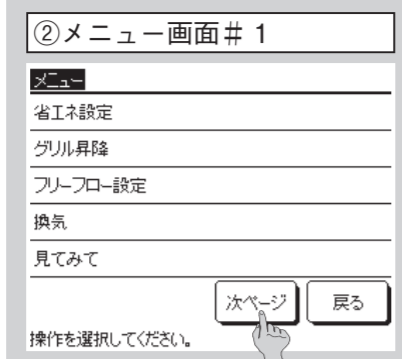 ②メニュー画面＃1
メニュー
省エネ設定
グリル昇降
フリーフロー設定
換気
見てみて
次ページ 戻る
操作を選択してください。